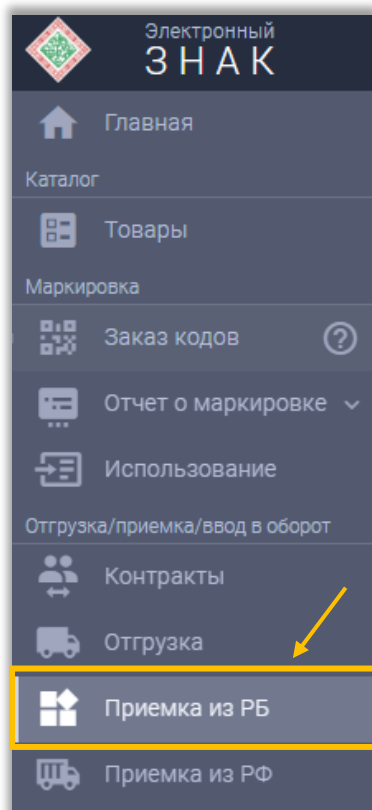 Электронный
ЗНАК
Главная
Каталог
Товары
Маркировка
Заказ кодов ?
Отчет о маркировке
Использование
Отгрузка/приемка/ввод в оборот
Контракты
Отгрузка
Приемка из РБ
Приемка из РФ